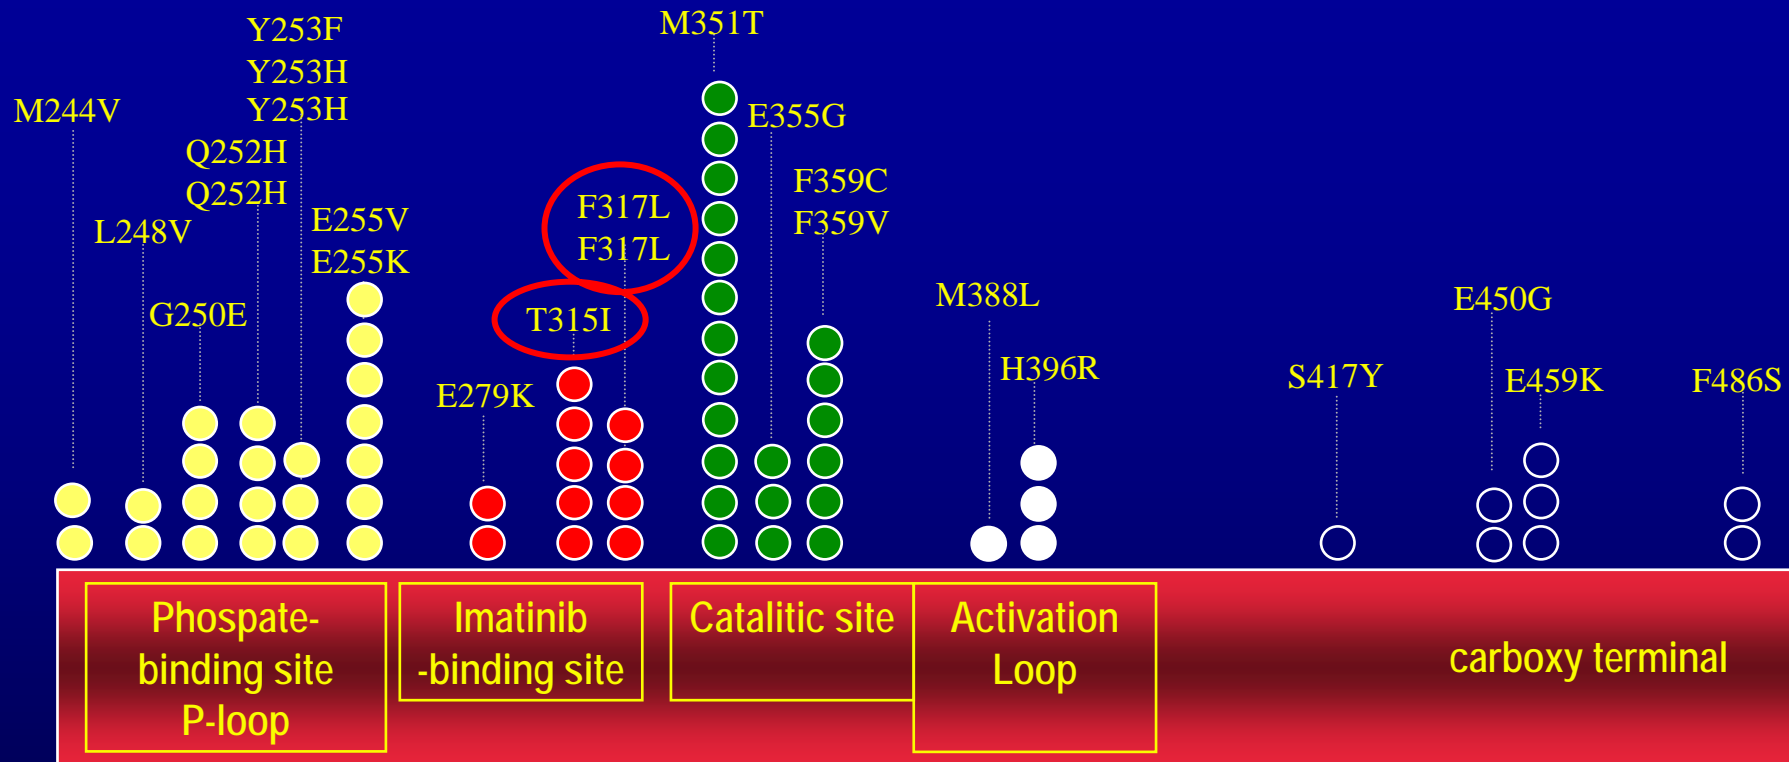 Y253F
Y253H
Y253H
M244V
Q252H
Q252H
L248V
E255V
E255K
G250E
E279K
F317L
F317L
T315I
M351T
E355G
F359C
F359V
M388L
H396R
S417Y
E450G
E459K
F486S
Phospate-
binding site
P-loop
Imatinib
-binding site
Catalitic site
Activation
Loop
carboxy terminal